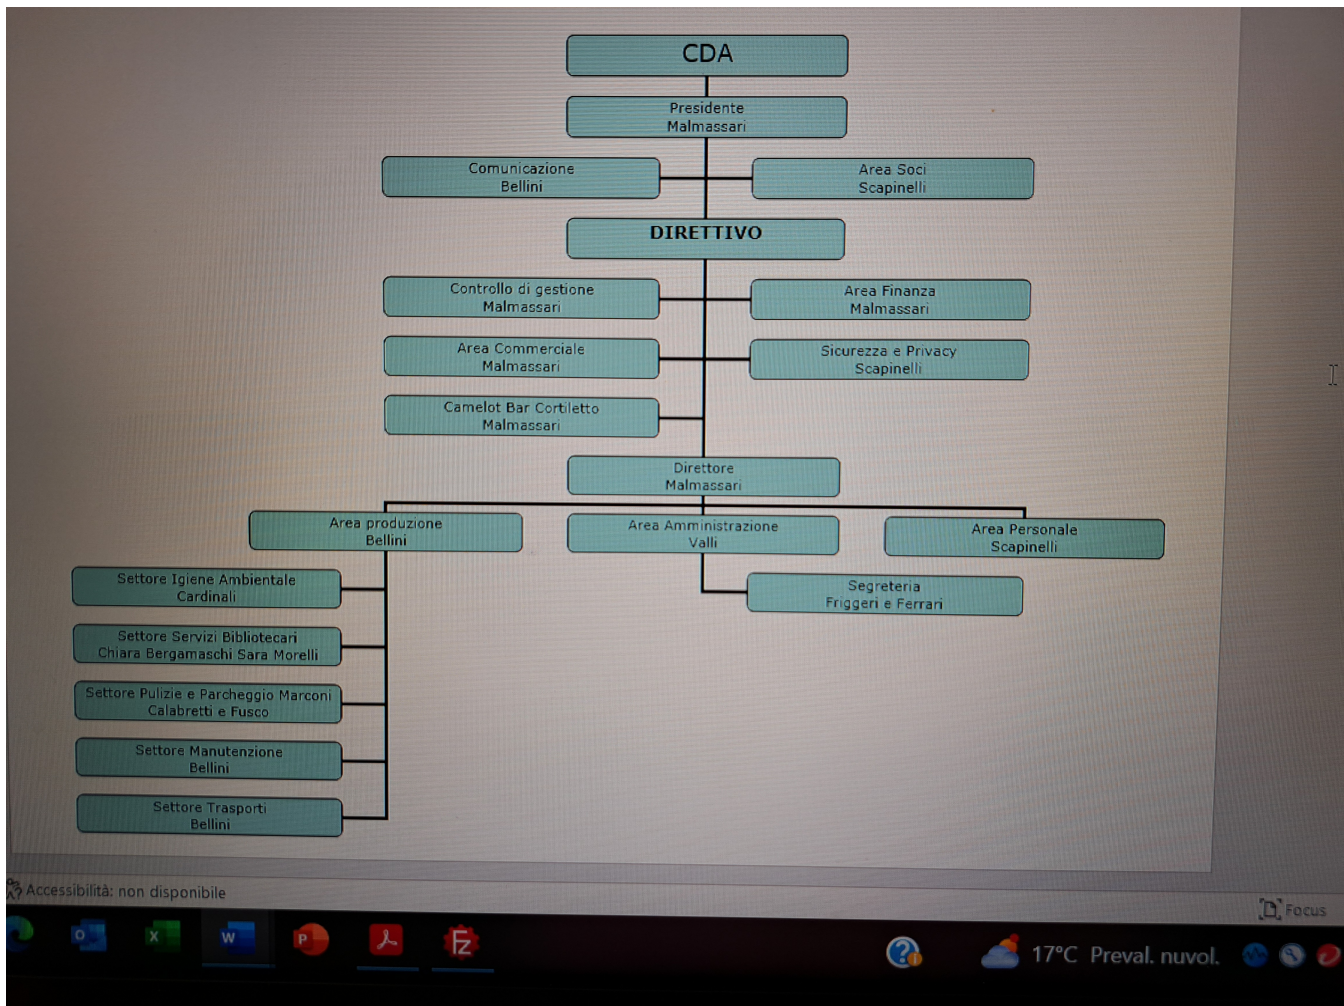 CDA
Presidente
Malmassari
Comunicazione
Bellini
Area Soci
Scapinelli
DIRETTIVO
Controllo di gestione
Malmassari
Area Finanza
Malmassari
Area Commerciale
Malmassari
Sicurezza e Privacy
Scapinelli
Camelot Bar Cortiletto
Malmassari
Direttore
Malmassari
Area produzione
Bellini
Area Amministrazione
Valli
Area Personale
Scapinelli
Settore Igiene Ambientale
Cardinali
Segreteria
Friggeri e Ferrari
Settore Servizi Bibliotecari
Chiara Bergamaschi Sara Morelli
Settore Pulizie e Parcheggio Marconi
Calabretti e Fusco
Settore Manutenzione
Bellini
Settore Trasporti
Bellini
Accessibilità: non disponibile
Focus
17°C Preval. nuvol.